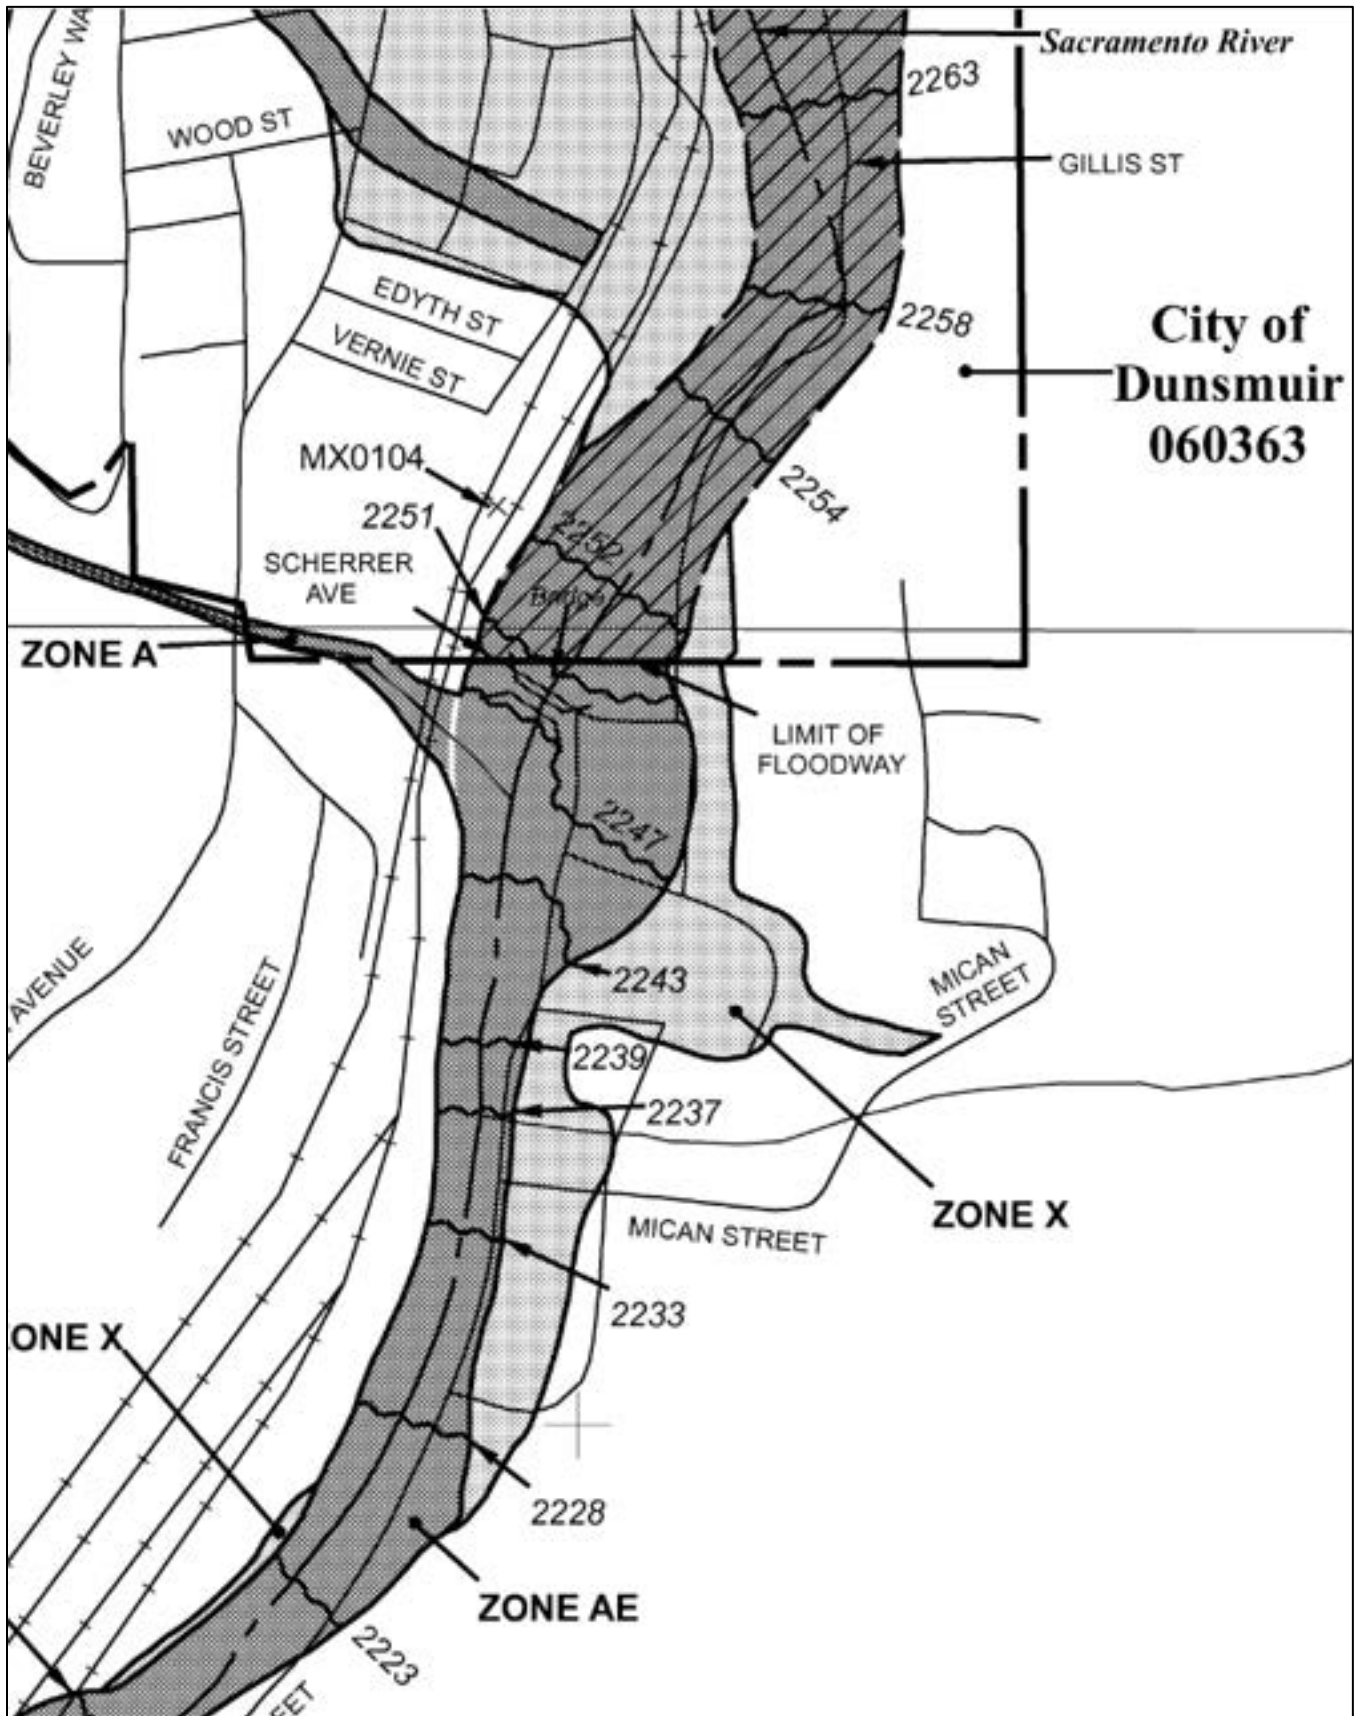 BEVERLEY WA
Sacramento River
2263
WOOD ST
GILLIS ST
EDYTH ST
2258
City of
Dunsmuir
060363
VERNIE ST
MX0104
2254
2251
2252
SCHERRER
AVE
Bridge
ZONE A
LIMIT OF
FLOODWAY
2247
AVENUE
2243
MICAN
STREET
FRANCIS STREET
2239
2237
ZONE X
MICAN STREET
2233
ONE X
2228
ZONE AE
2223
EET